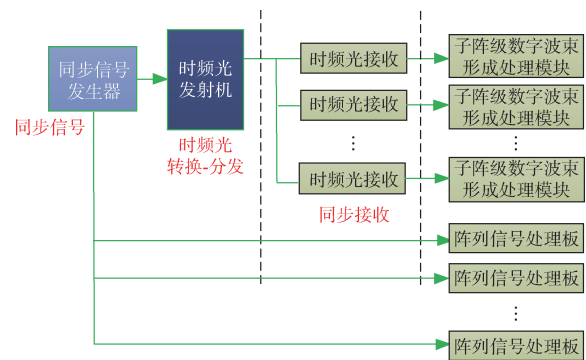 同步信号
发生器
同步信号
时频光
发射机
时频光
转换-分发
时频光接收
时频光接收
⋮
时频光接收
同步接收
子阵级数字波束
形成处理模块
子阵级数字波束
形成处理模块
⋮
子阵级数字波束
形成处理模块
阵列信号处理板
阵列信号处理板
⋮
阵列信号处理板